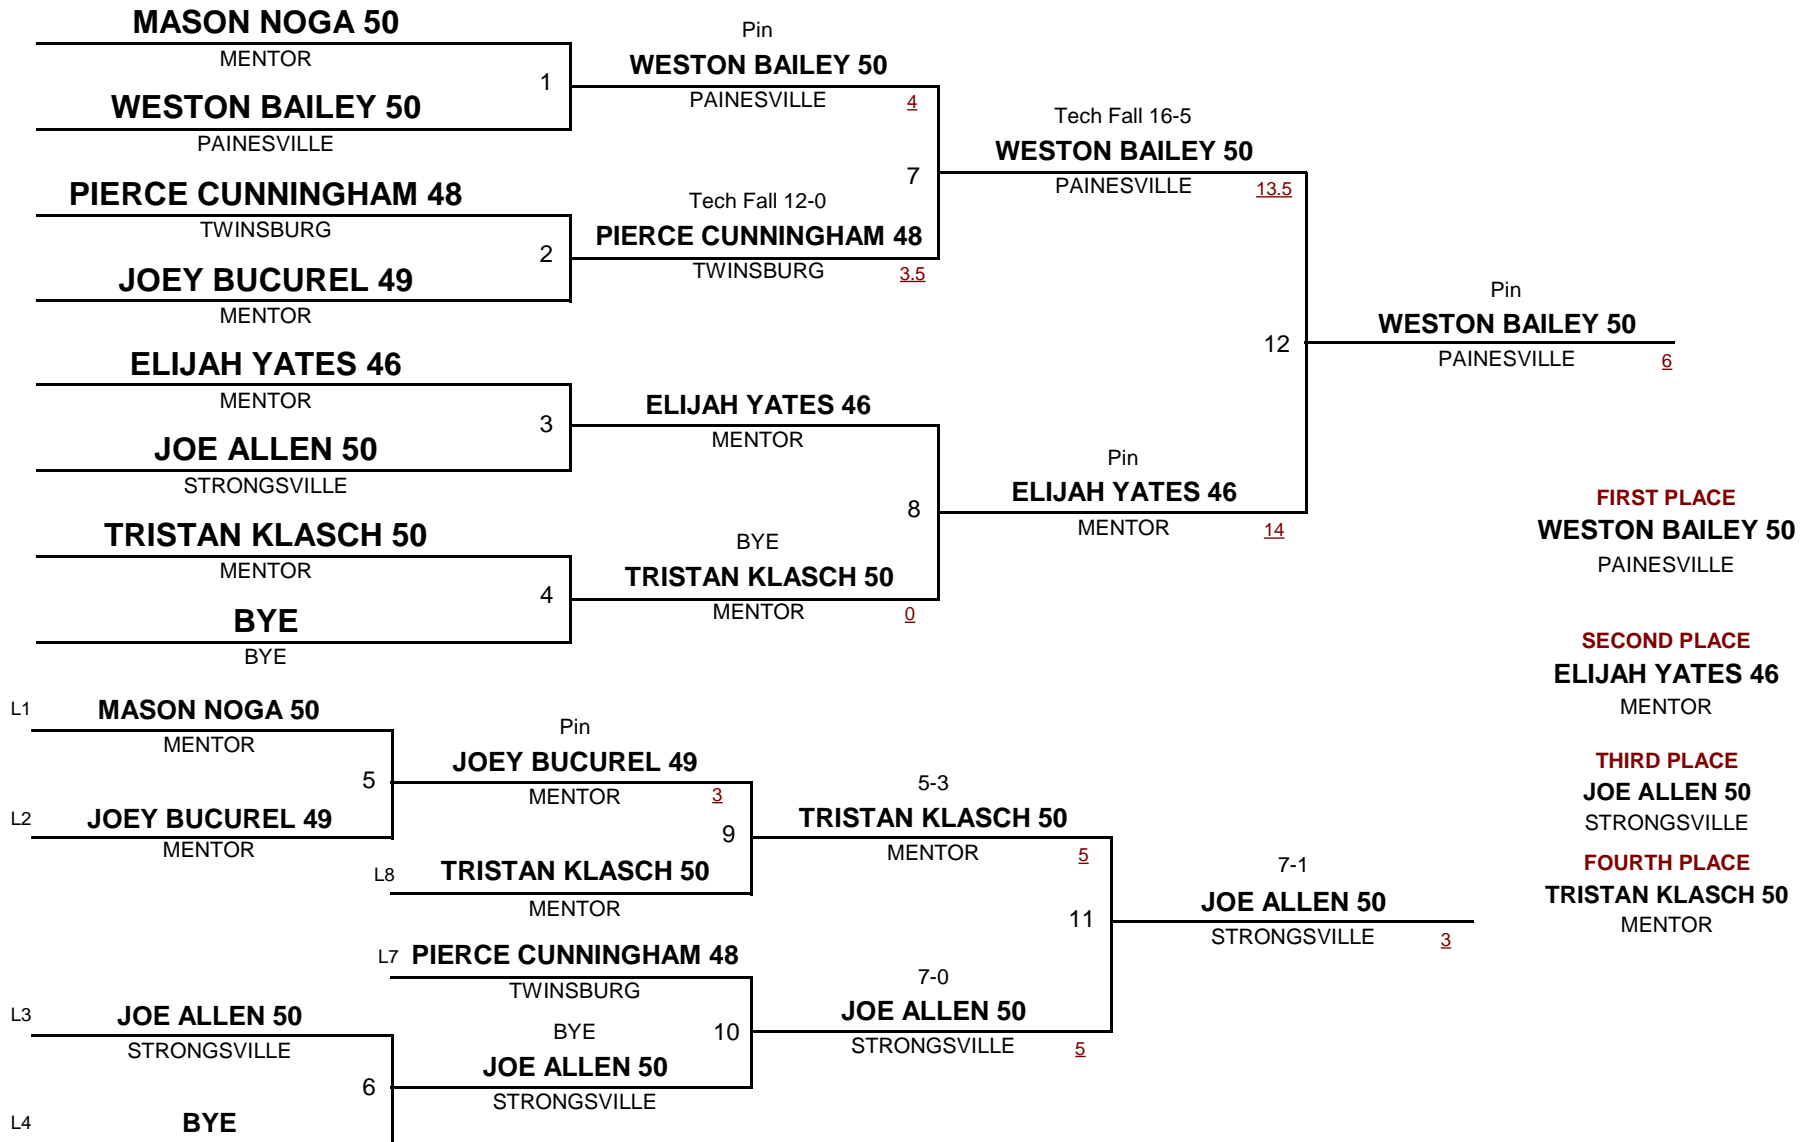 MASON NOGA 50
MENTOR
1
WESTON BAILEY 50
PAINESVILLE
PIERCE CUNNINGHAM 48
TWINSBURG
2
JOEY BUCUREL 49
MENTOR
ELIJAH YATES 46
MENTOR
3
JOE ALLEN 50
STRONGSVILLE
TRISTAN KLASCH 50
MENTOR
4
BYE
BYE
Pin
WESTON BAILEY 50
PAINESVILLE 4
7
Tech Fall 12-0
PIERCE CUNNINGHAM 48
TWINSBURG 3.5
ELIJAH YATES 46
MENTOR
8
BYE
TRISTAN KLASCH 50
MENTOR 0
Tech Fall 16-5
WESTON BAILEY 50
PAINESVILLE 13.5
12
Pin
ELIJAH YATES 46
MENTOR 14
Pin
WESTON BAILEY 50
PAINESVILLE 6
FIRST PLACE
WESTON BAILEY 50
PAINESVILLE
SECOND PLACE
ELIJAH YATES 46
MENTOR
THIRD PLACE
JOE ALLEN 50
STRONGSVILLE
FOURTH PLACE
TRISTAN KLASCH 50
MENTOR
L1 MASON NOGA 50
MENTOR
5
L2 JOEY BUCUREL 49
MENTOR
L3 JOE ALLEN 50
STRONGSVILLE
6
L4 BYE
Pin
JOEY BUCUREL 49
MENTOR 3
9
L8 TRISTAN KLASCH 50
MENTOR
L7 PIERCE CUNNINGHAM 48
TWINSBURG
BYE 10
JOE ALLEN 50
STRONGSVILLE
5-3
TRISTAN KLASCH 50
MENTOR 5
11
7-0
JOE ALLEN 50
STRONGSVILLE 5
7-1
JOE ALLEN 50
STRONGSVILLE 3